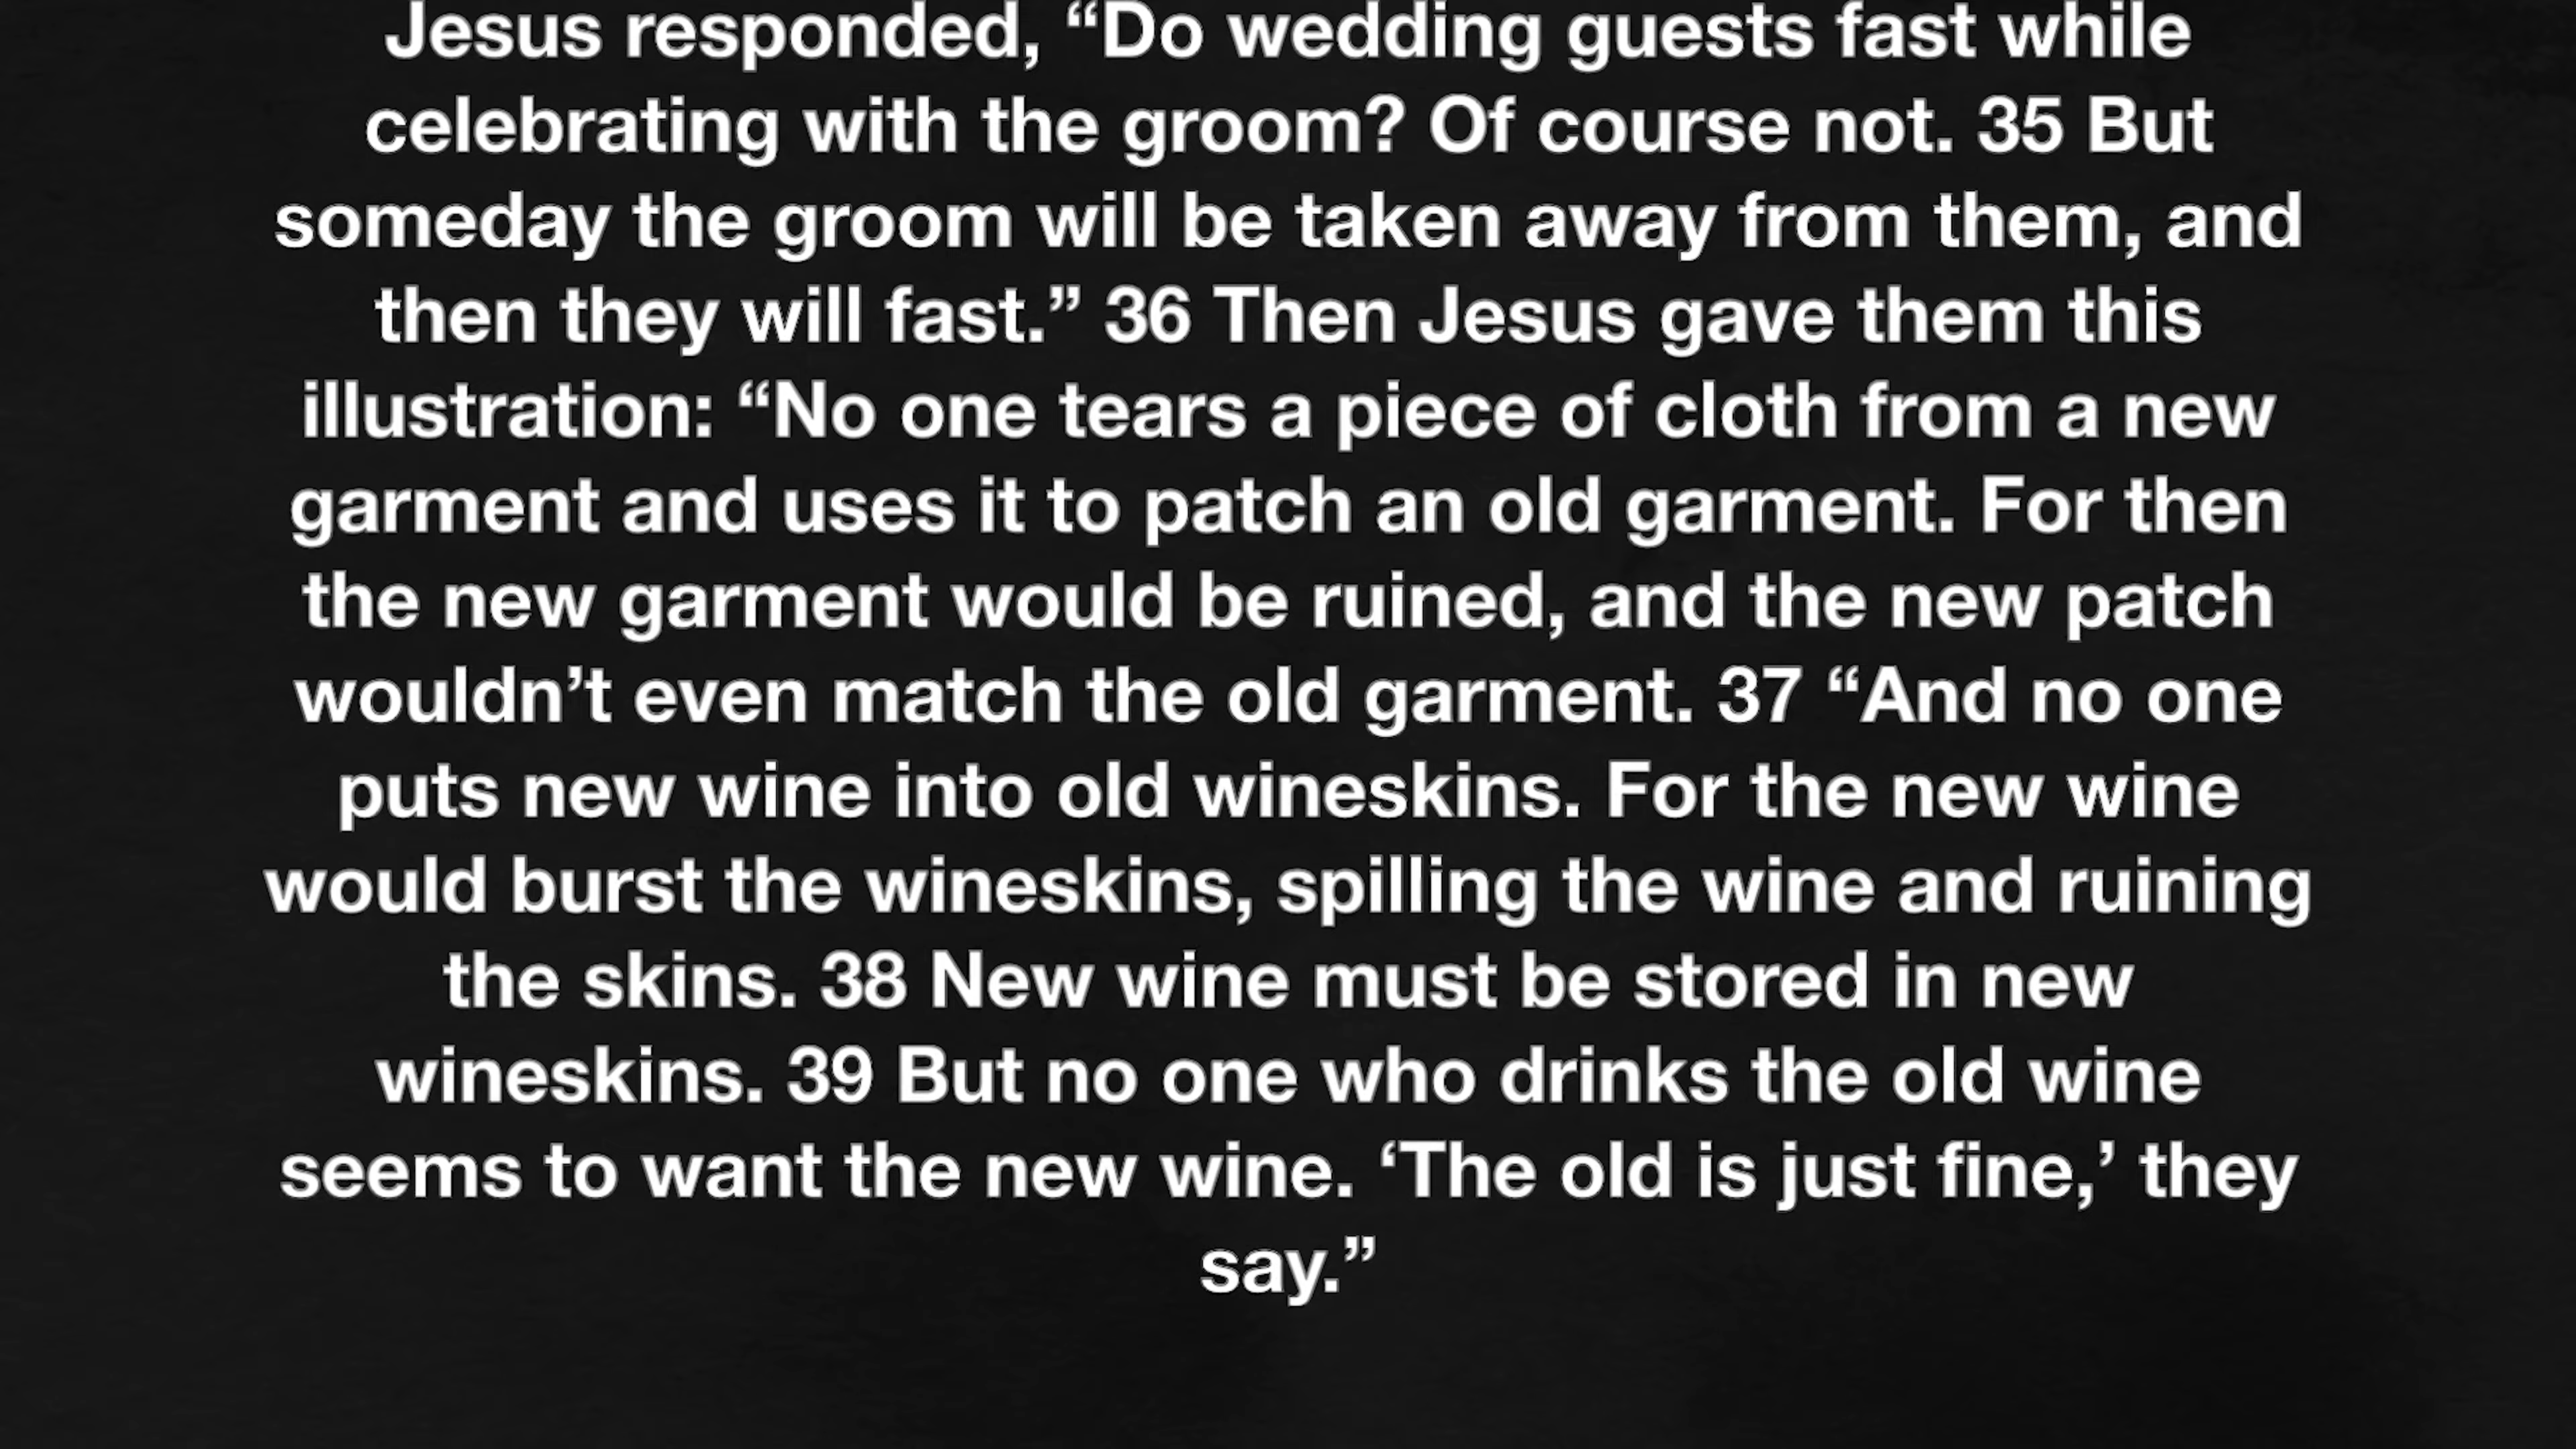 Jesus responded, “Do wedding guests fast while
celebrating with the groom? Of course not. 35 But
someday the groom will be taken away from them, and
then they will fast.” 36 Then Jesus gave them this
illustration: “No one tears a piece of cloth from a new
garment and uses it to patch an old garment. For then
the new garment would be ruined, and the new patch
wouldn’t even match the old garment. 37 “And no one
puts new wine into old wineskins. For the new wine
would burst the wineskins, spilling the wine and ruining
the skins. 38 New wine must be stored in new
wineskins. 39 But no one who drinks the old wine
seems to want the new wine. ‘The old is just fine,’ they
say.”